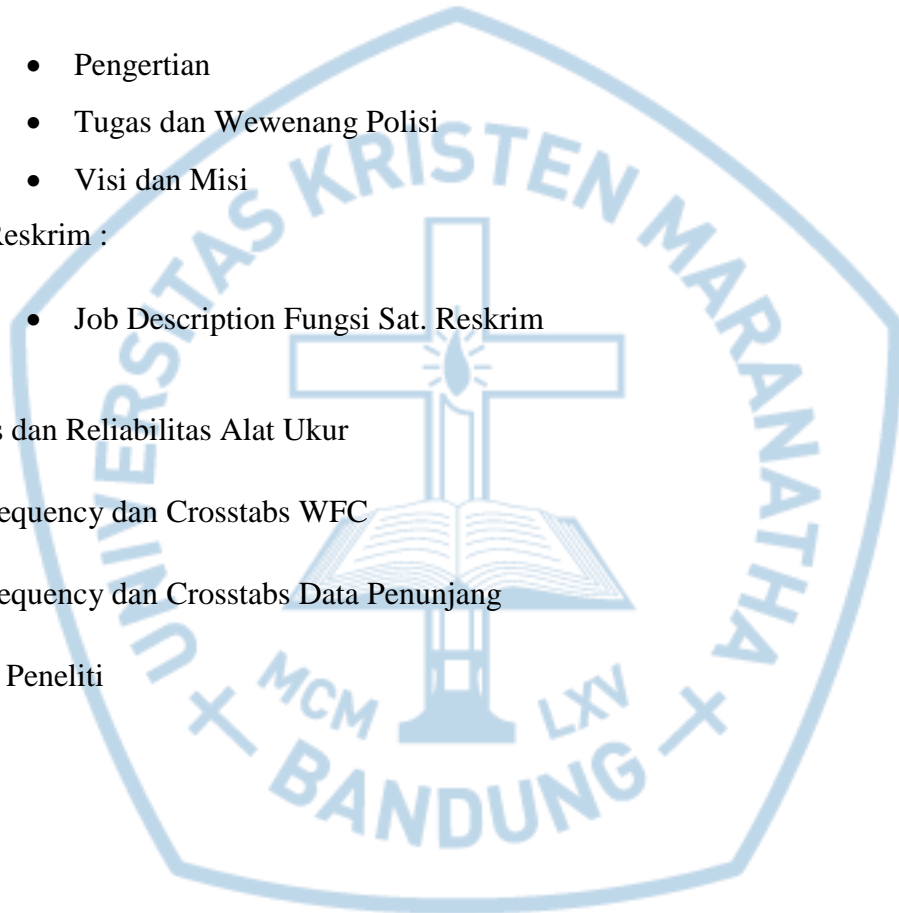 • Pengertian
• Tugas dan Wewenang Polisi
• Visi dan Misi
Reskrim :
• Job Description Fungsi Sat. Reskrim
s dan Reliabilitas Alat Ukur
equency dan Crosstabs WFC
equency dan Crosstabs Data Penunjang
Peneliti
UNIVERSITAS KRISTEN MARANATHA
MCM LXV
BANDUNG